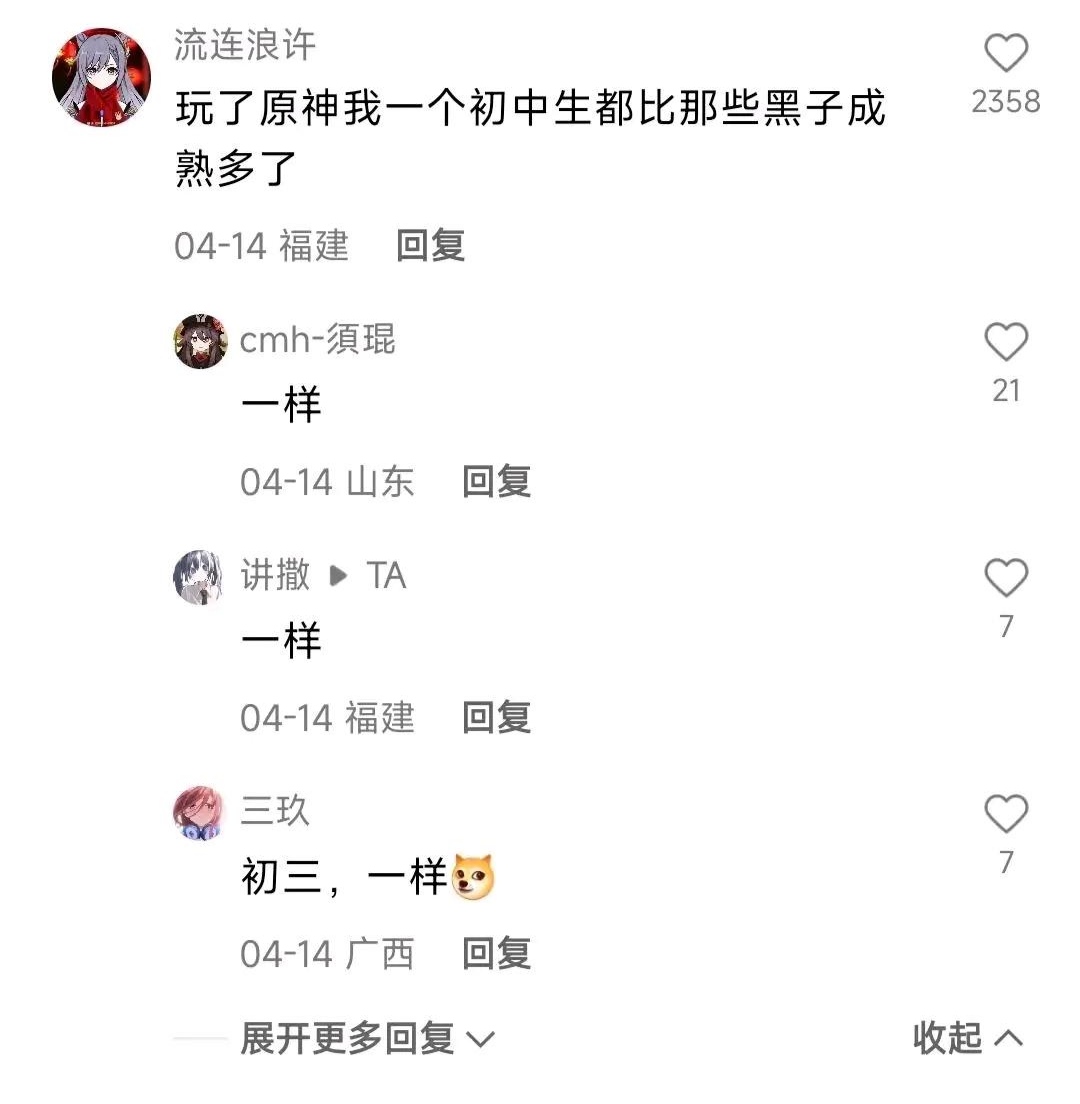 流连浪许
2358
玩了原神我一个初中生都比那些黑子成
熟多了
04-14 福建 回复
cmh-須琨
21
一样
04-14 山东 回复
讲撒 ▶ TA
7
一样
04-14 福建 回复
三玖
7
初三，一样
04-14 广西 回复
展开更多回复 收起